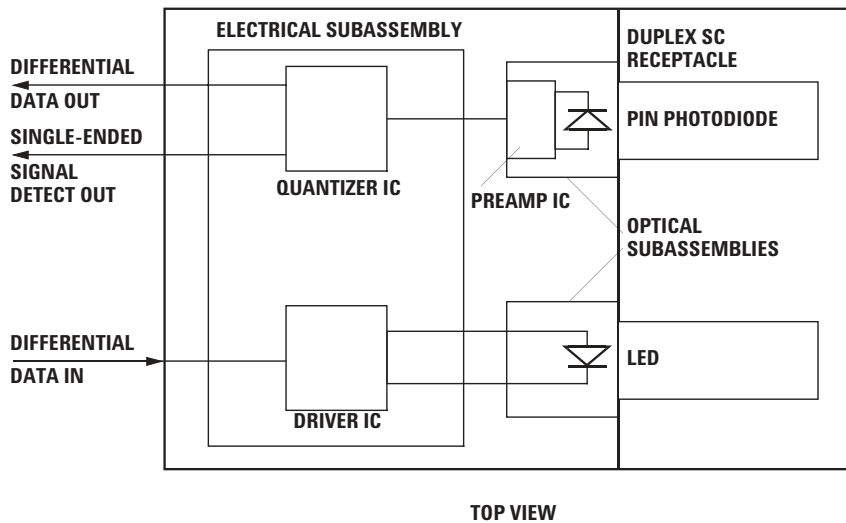 ELECTRICAL SUBASSEMBLY
DUPLEX SC
RECEPTACLE
DIFFERENTIAL
DATA OUT
SINGLE-ENDED
SIGNAL
DETECT OUT
QUANTIZER IC
PREAMP IC
PIN PHOTODIODE
OPTICAL
SUBASSEMBLIES
DIFFERENTIAL
DATA IN
DRIVER IC
LED
TOP VIEW